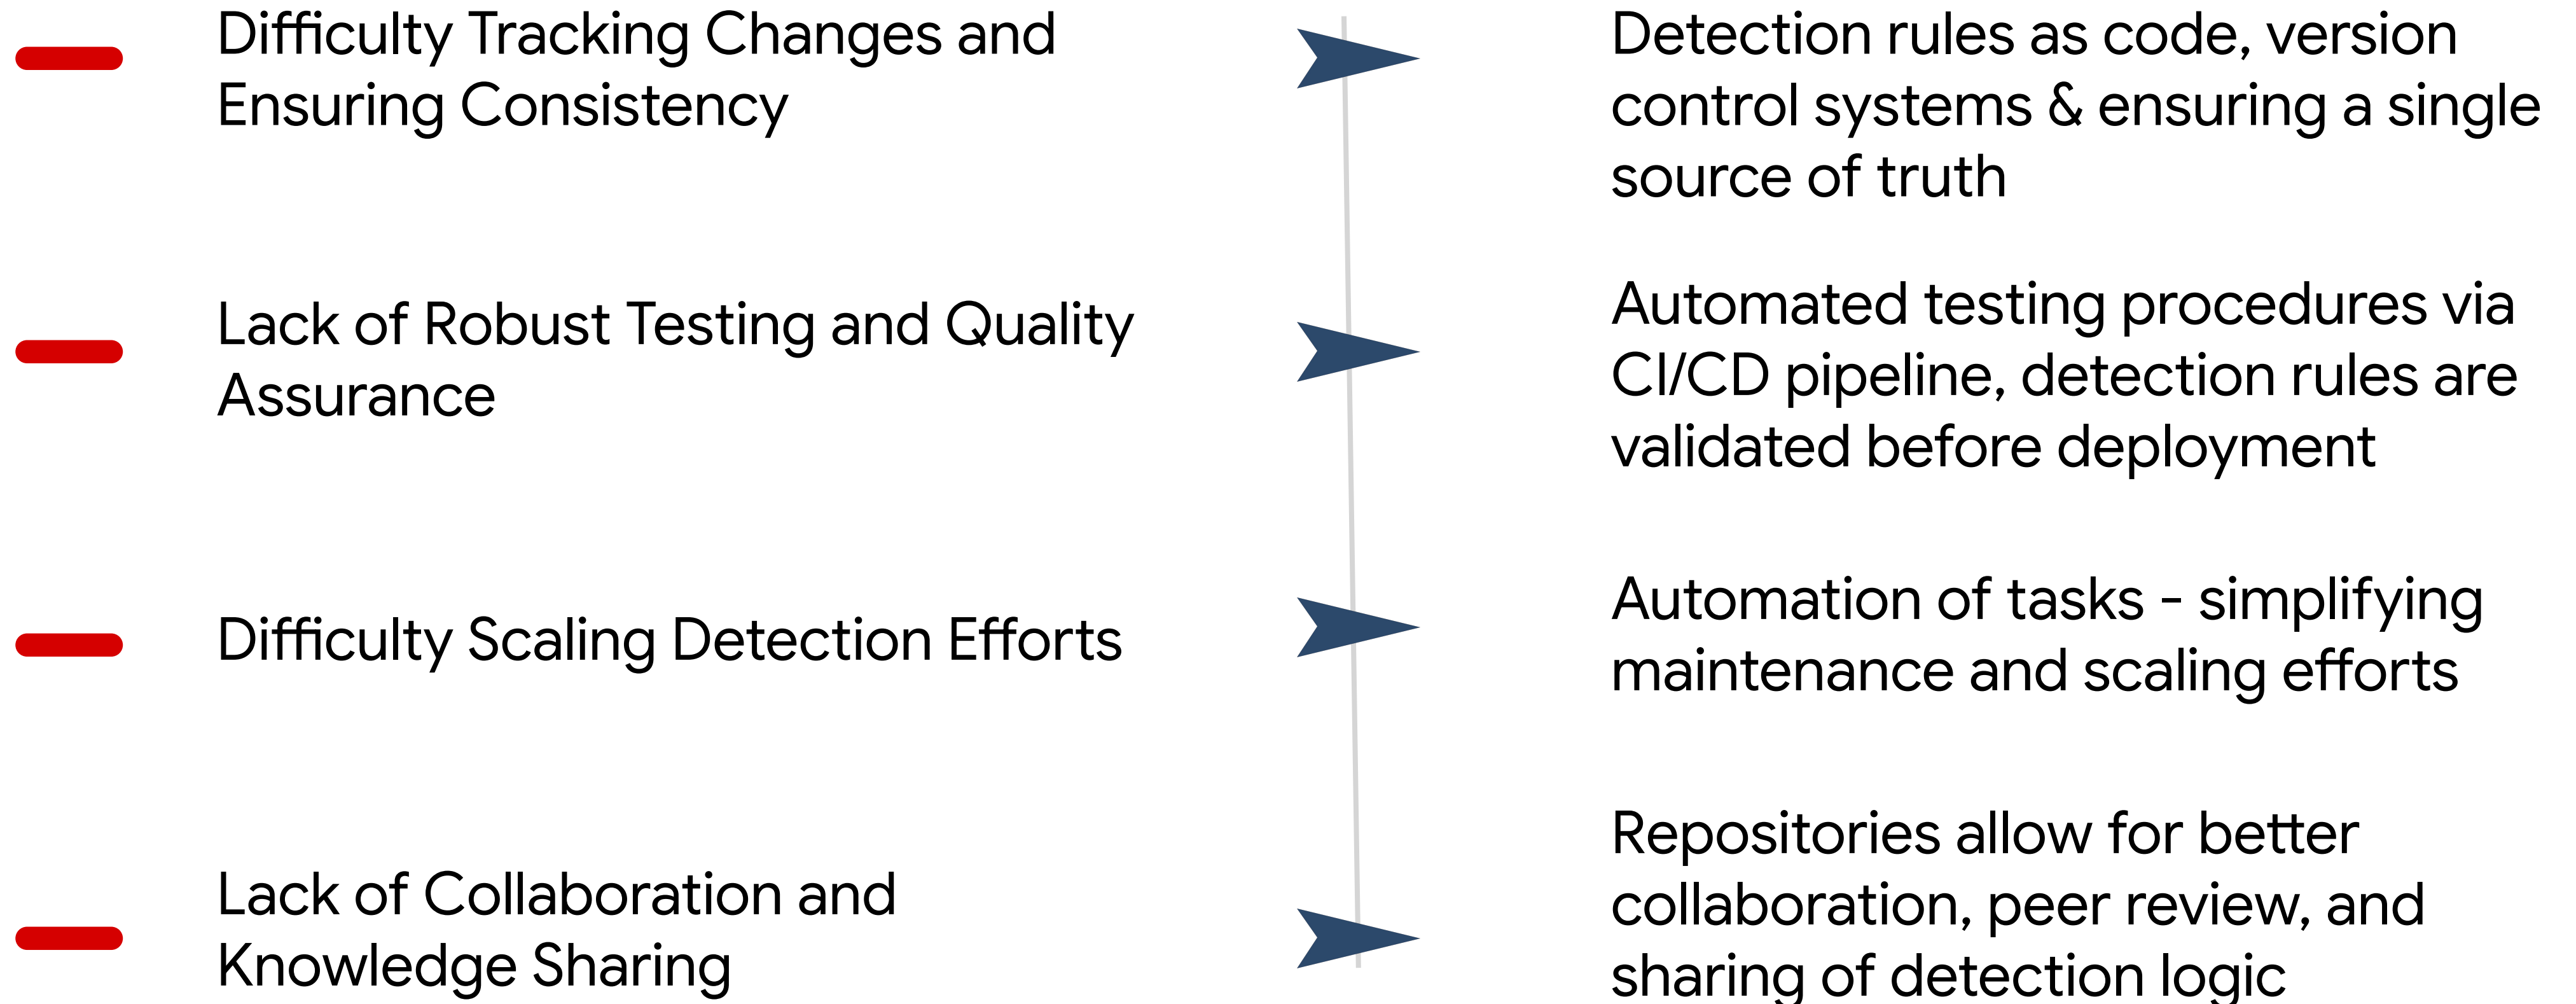 Difficulty Tracking Changes and
Ensuring Consistency
Detection rules as code, version
control systems & ensuring a single
source of truth
Lack of Robust Testing and Quality
Assurance
Automated testing procedures via
CI/CD pipeline, detection rules are
validated before deployment
Difficulty Scaling Detection Efforts
Automation of tasks - simplifying
maintenance and scaling efforts
Lack of Collaboration and
Knowledge Sharing
Repositories allow for better
collaboration, peer review, and
sharing of detection logic